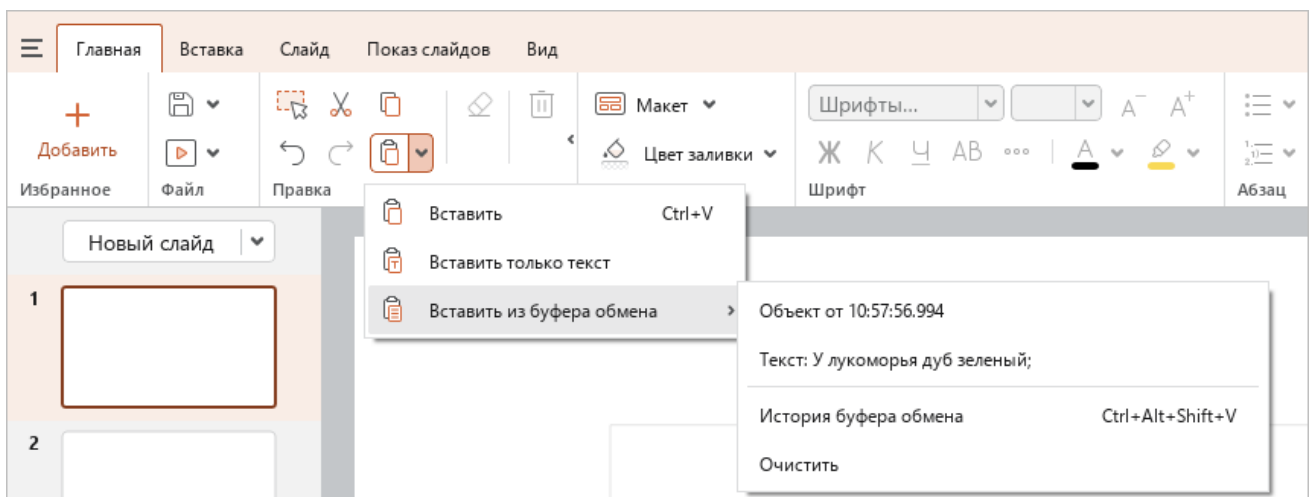 Главная Вставка Слайд Показ слайдов Вид
Макет Шрифты... A⁻ A⁺
Добавить Цвет заливки Ж К Ч АВ A
Избранное Файл Правка Шрифт Абзац
Новый слайд
Вставить Ctrl+V
Вставить только текст
1
Вставить из буфера обмена
Объект от 10:57:56.994
Текст: У лукоморья дуб зеленый;
История буфера обмена Ctrl+Alt+Shift+V
2
Очистить